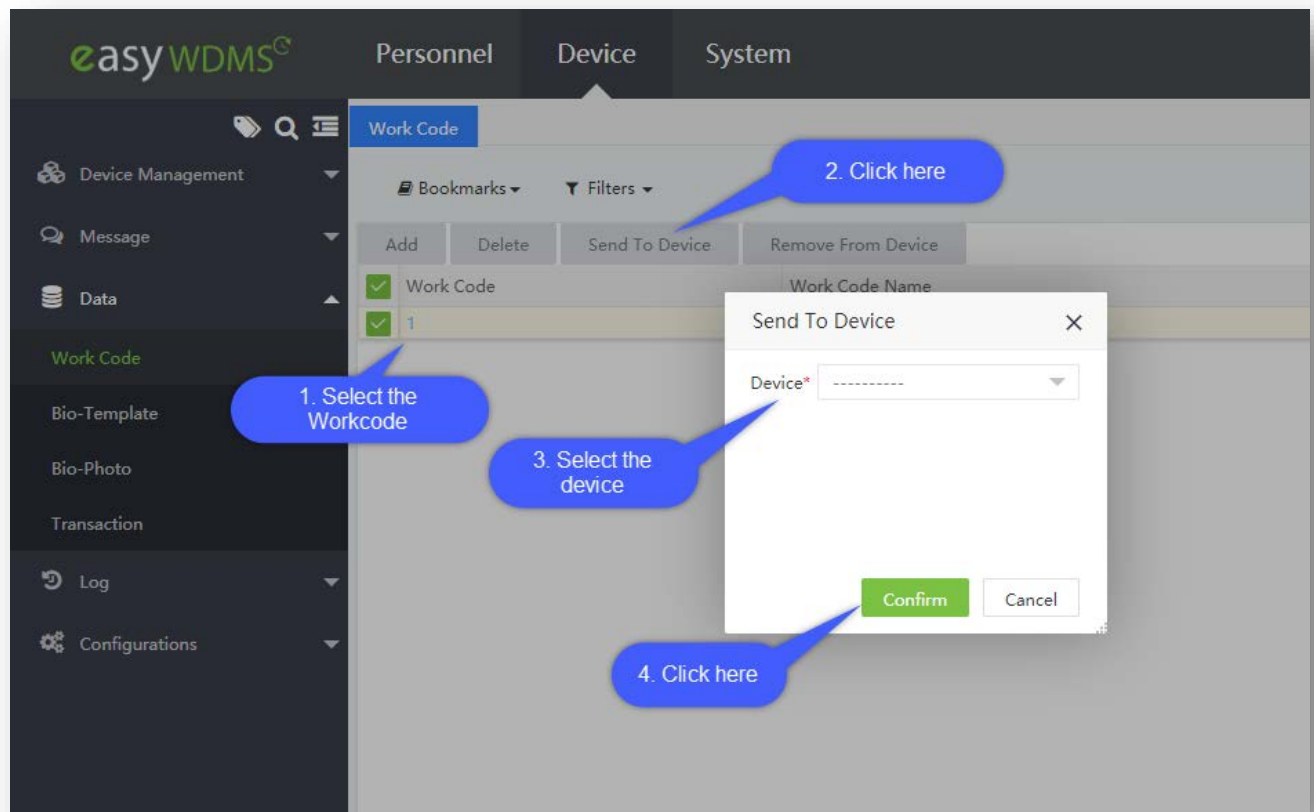 easy WDMS
Personnel Device System
Work Code
Device Management
Message
Data
Work Code
Bio-Template
Bio-Photo
Transaction
Log
Configurations
Bookmarks Filters
2. Click here
Add Delete Send To Device Remove From Device
Work Code Work Code Name
1
1. Select the
Workcode
Send To Device
Device* ----------
3. Select the
device
Confirm Cancel
4. Click here